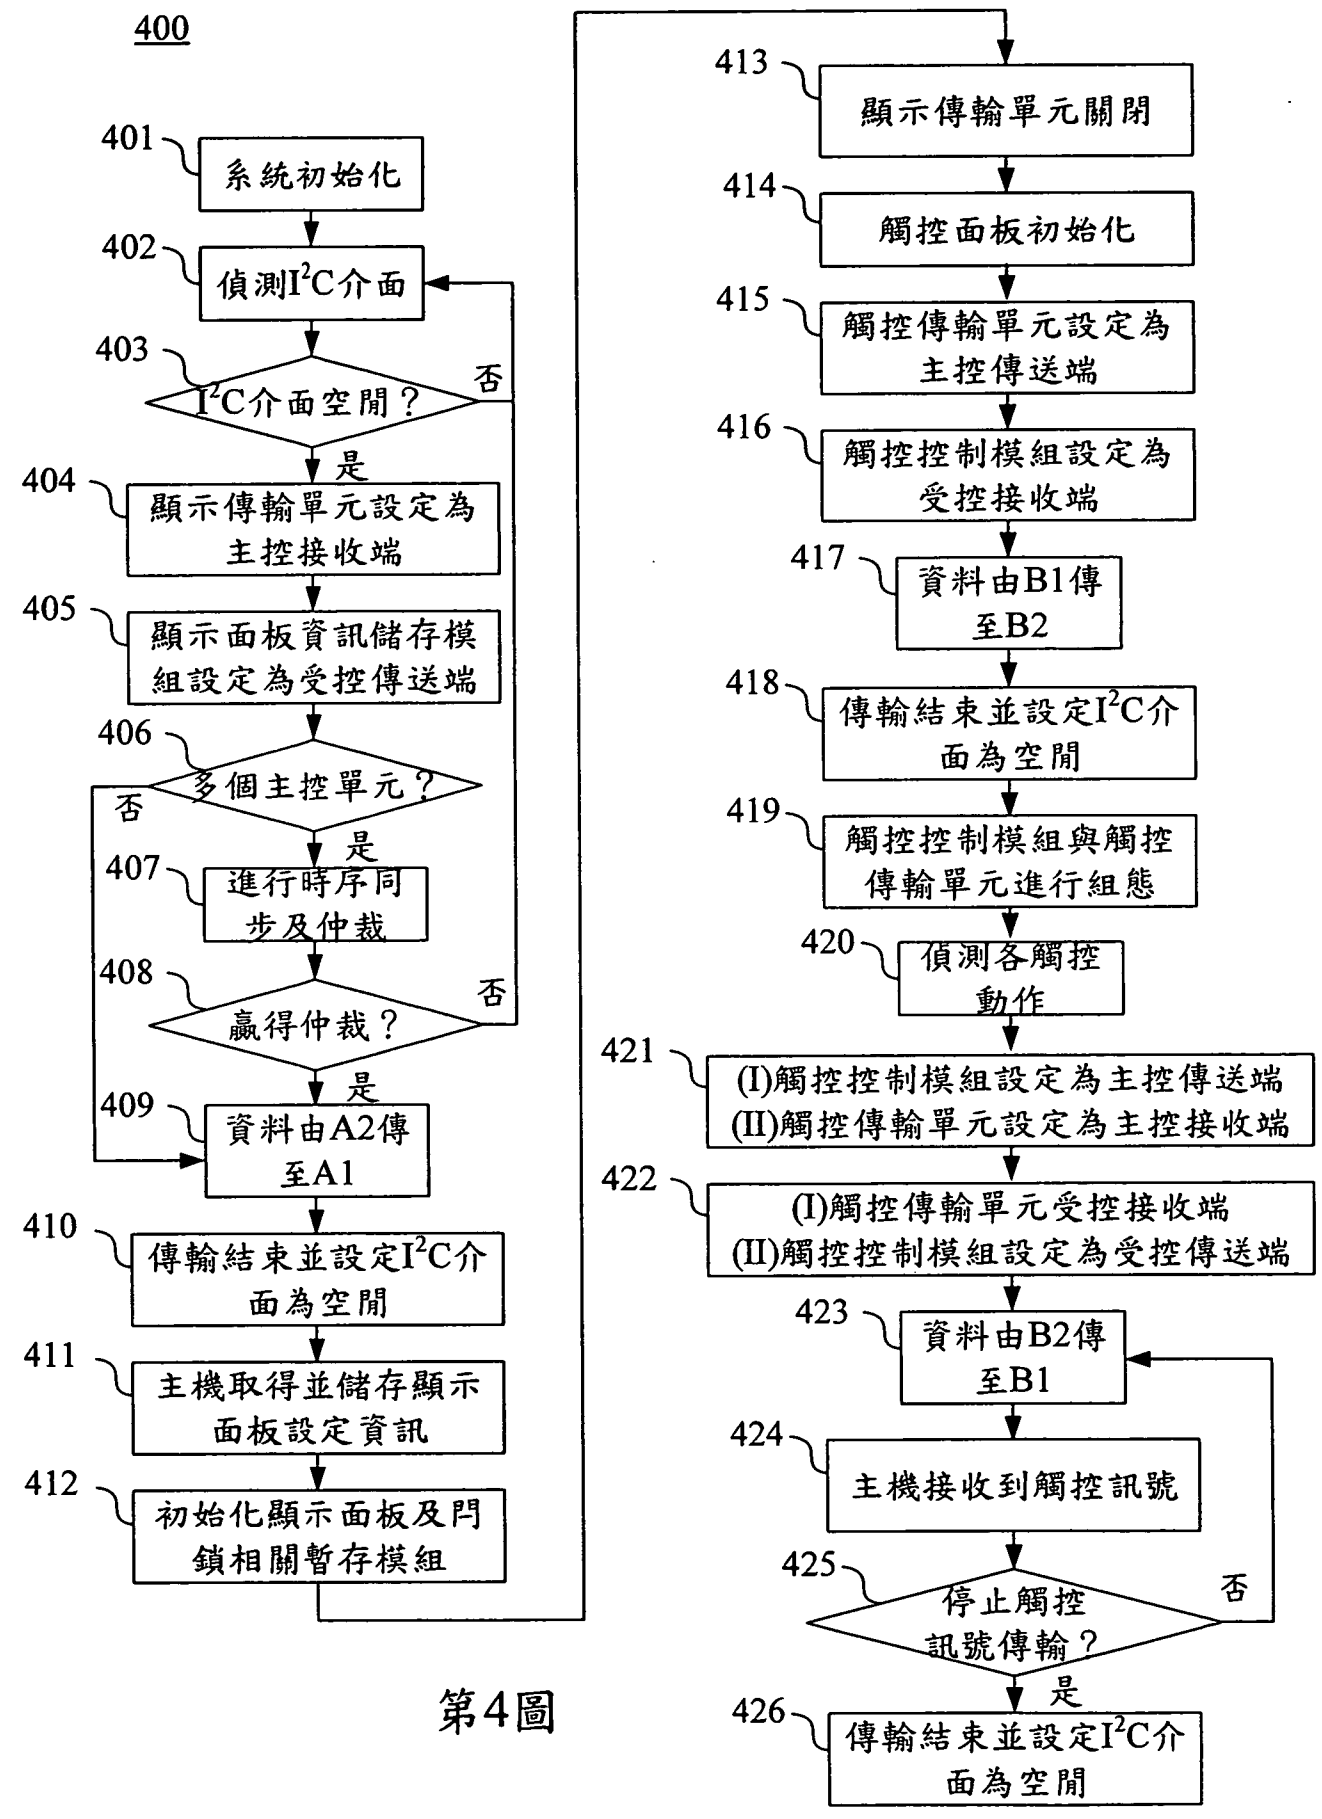 400
401
系統初始化
402
偵測I²C介面
403
I²C介面空閒？
否
是
404
顯示傳輸單元設定為
主控接收端
405
顯示面板資訊儲存模
組設定為受控傳送端
406
多個主控單元？
否
是
407
進行時序同
步及仲裁
408
贏得仲裁？
否
是
409
資料由A2傳
至A1
410
傳輸結束並設定I²C介
面為空閒
411
主機取得並儲存顯示
面板設定資訊
412
初始化顯示面板及閂
鎖相關暫存模組
413
顯示傳輸單元關閉
414
觸控面板初始化
415
觸控傳輸單元設定為
主控傳送端
416
觸控控制模組設定為
受控接收端
417
資料由B1傳
至B2
418
傳輸結束並設定I²C介
面為空閒
419
觸控控制模組與觸控
傳輸單元進行組態
420
偵測各觸控
動作
421
(I)觸控控制模組設定為主控傳送端
(II)觸控傳輸單元設定為主控接收端
422
(I)觸控傳輸單元受控接收端
(II)觸控控制模組設定為受控傳送端
423
資料由B2傳
至B1
424
主機接收到觸控訊號
425
停止觸控
訊號傳輸？
否
是
426
傳輸結束並設定I²C介
面為空閒
第4圖